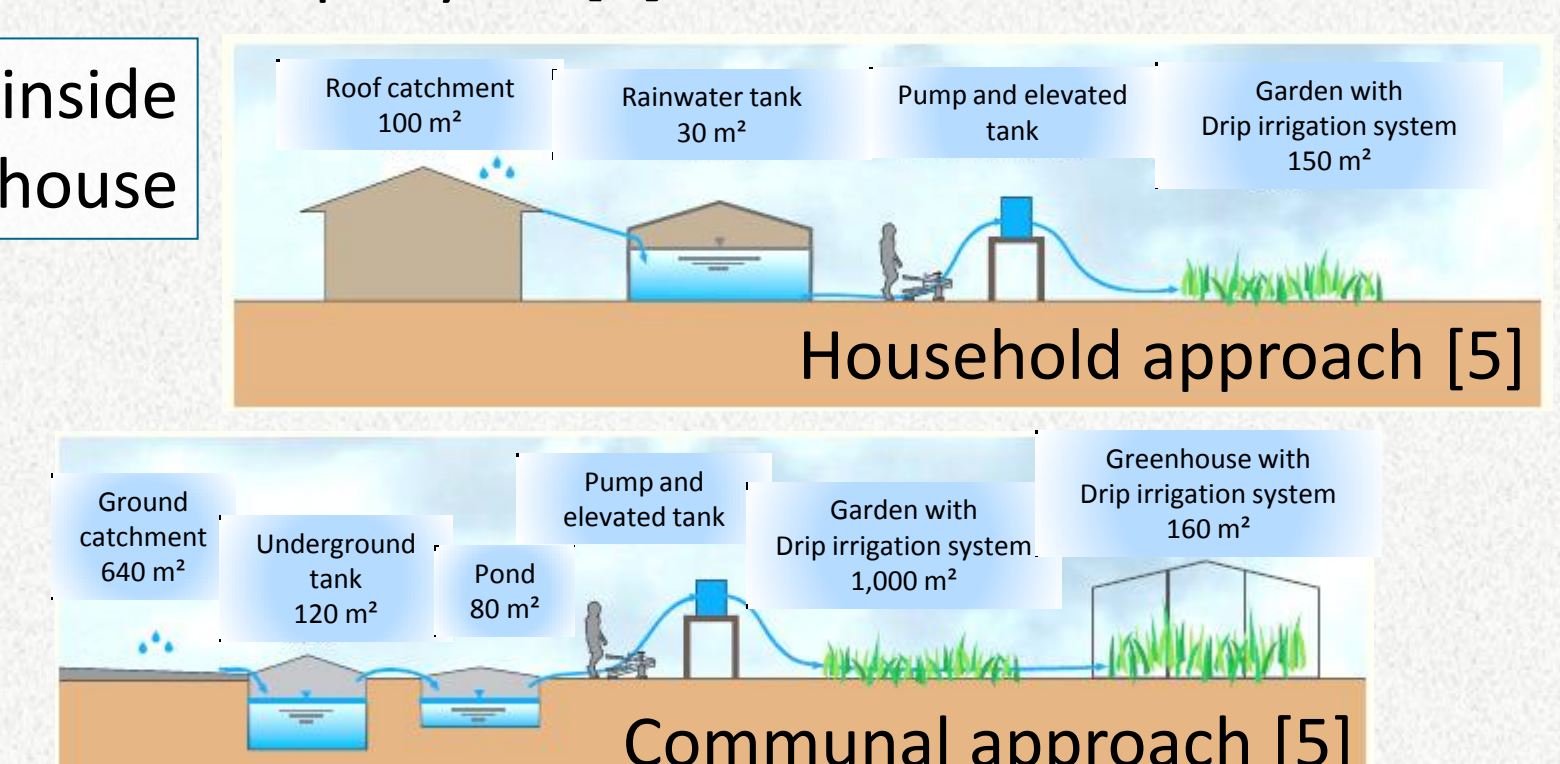 inside
house
Roof catchment
100 m²
Rainwater tank
30 m²
Pump and elevated
tank
Garden with
Drip irrigation system
150 m²
Household approach [5]
Ground
catchment
640 m²
Underground
tank
120 m²
Pond
80 m²
Pump and
elevated tank
Garden with
Drip irrigation system
1,000 m²
Greenhouse with
Drip irrigation system
160 m²
Communal approach [5]